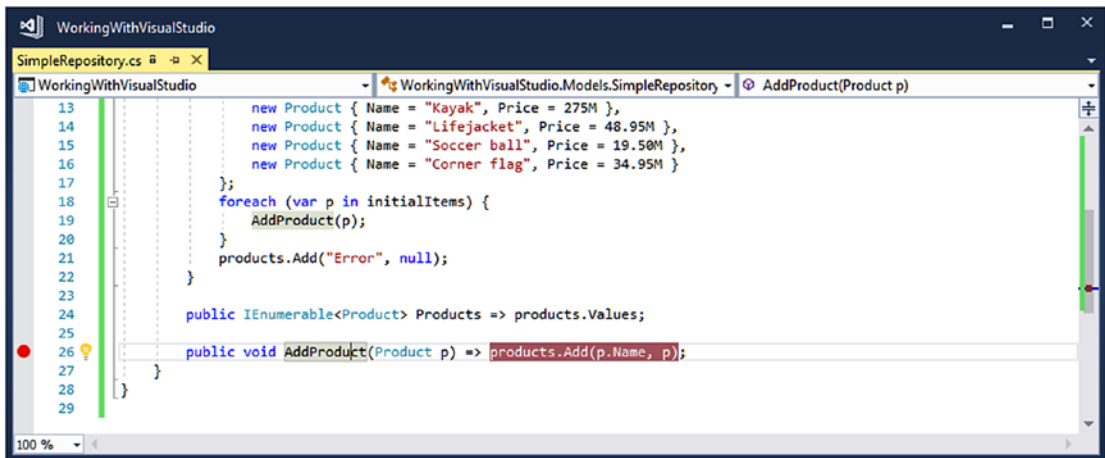 WorkingWithVisualStudio
SimpleRepository.cs
WorkingWithVisualStudio WorkingWithVisualStudio.Models.SimpleRepository AddProduct(Product p)
13 new Product { Name = "Kayak", Price = 275M },
14 new Product { Name = "Lifejacket", Price = 48.95M },
15 new Product { Name = "Soccer ball", Price = 19.50M },
16 new Product { Name = "Corner flag", Price = 34.95M }
17 };
18 foreach (var p in initialItems) {
19 AddProduct(p);
20 }
21 products.Add("Error", null);
22 }
23
24 public IEnumerable<Product> Products => products.Values;
25
26 public void AddProduct(Product p) => products.Add(p.Name, p);
27 }
28 }
29
100 %